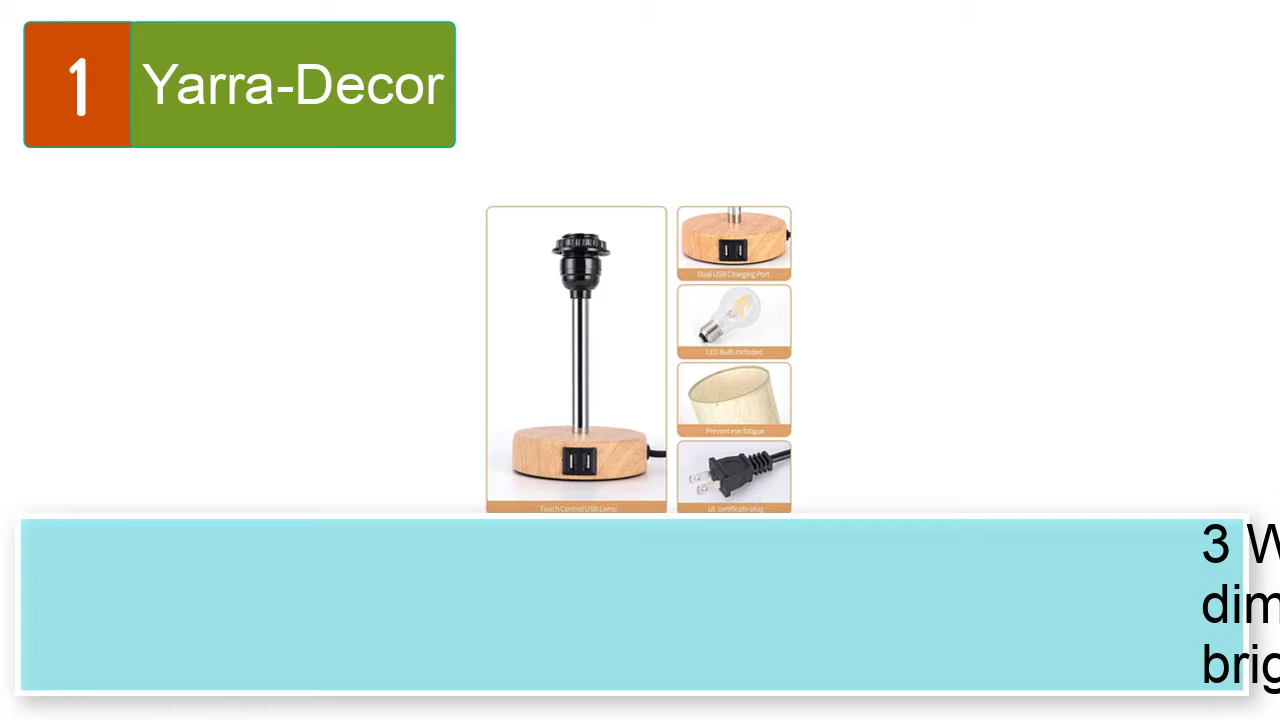 1
Yarra-Decor
Dual USB Charging Port
LED Bulb Included
Prevent eye fatigue
Touch Control USB Lamp
UL certificate plug
3 W
dim
brig